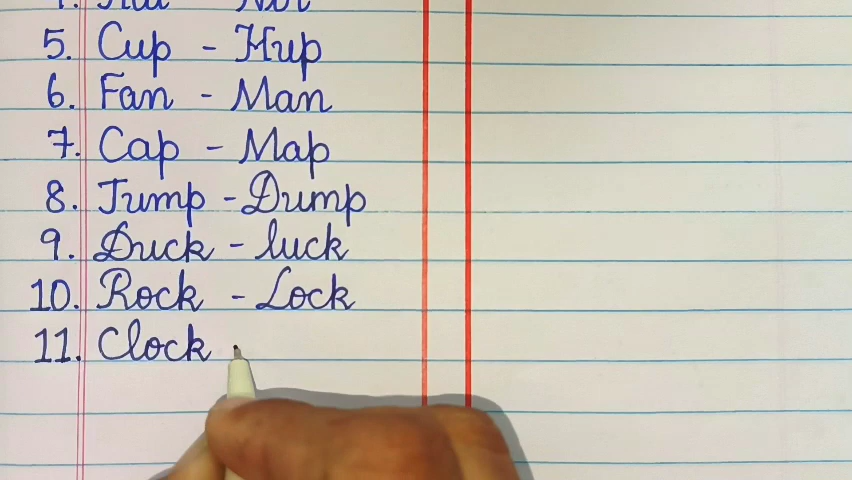 5. Cup - Hup
6. Fan - Man
7. Cap - Map
8. Jump - Dump
9. Duck - luck
10. Rock - Lock
11. Clock